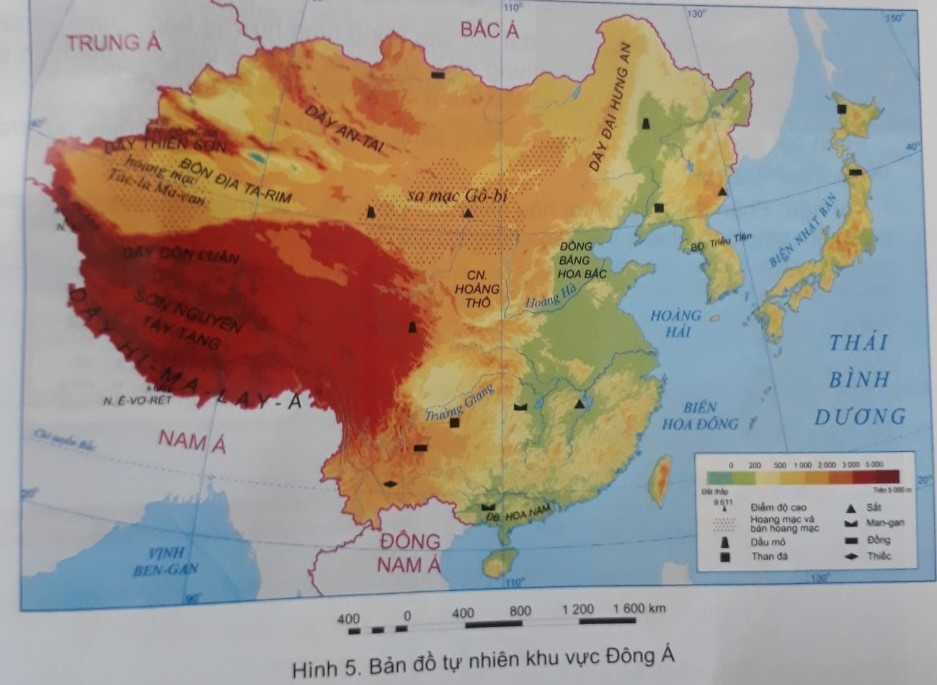 110°
130°
150°
BẮC Á
TRUNG Á
DÃY ĐẠI HƯNG AN
DÃY AN-TAI
40°
40°
DÃY THIÊN SƠN
hoang mạc
Tác-la Ma-can
BỒN ĐỊA TA-RIM
sa mạc Gô-bi
N.
BĐ. Triều Tiên
BIỂN NHẬT BẢN
ĐỒNG
BẰNG
HOA BẮC
DÃY CÔN LUÂN
CN.
HOÀNG
THỔ
Hoàng Hà
SƠN NGUYÊN
TÂY TẠNG
HOÀNG
HẢI
THÁI
BÌNH
DƯƠNG
DÃY HI-MA-LAY-A
N. Ê-VƠ-RÉT
Trường Giang
BIỂN
HOA ĐÔNG
NAM Á
Chí tuyến Bắc
20°
20°
ĐB. HOA NAM
ĐÔNG
NAM Á
VỊNH
BEN-GAN
90°
110°
130°
0 200 500 1 000 2 000 3 000 5 000
Đất thấp
Trên 5 000 m
8 611
Điểm độ cao
Hoang mạc và
bán hoang mạc
Dầu mỏ
Than đá
Sắt
Man-gan
Đồng
Thiếc
400 0 400 800 1 200 1 600 km
Hình 5. Bản đồ tự nhiên khu vực Đông Á